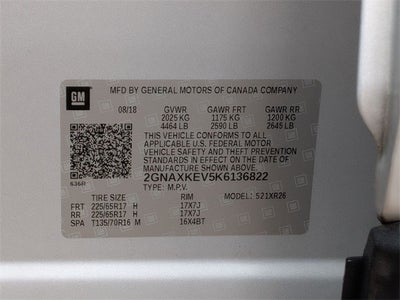 GM
MFD BY GENERAL MOTORS OF CANADA COMPANY
08/18 GVWR GAWR FRT GAWR RR
2025 KG 1175 KG 1200 KG
4464 LB 2590 LB 2645 LB
THIS VEHICLE CONFORMS TO ALL
APPLICABLE U.S. FEDERAL MOTOR
VEHICLE SAFETY AND THEFT PREVENTION
STANDARDS IN EFFECT ON THE DATE OF
MANUFACTURE SHOWN ABOVE.
2GNAXKEV5K6136822
636R TYPE: M.P.V. MODEL: 521XR26
TIRE SIZE RIM
FRT 225/65R17 H 17X7J
RR 225/65R17 H 17X7J
SPA T135/70R16 M 16X4BT